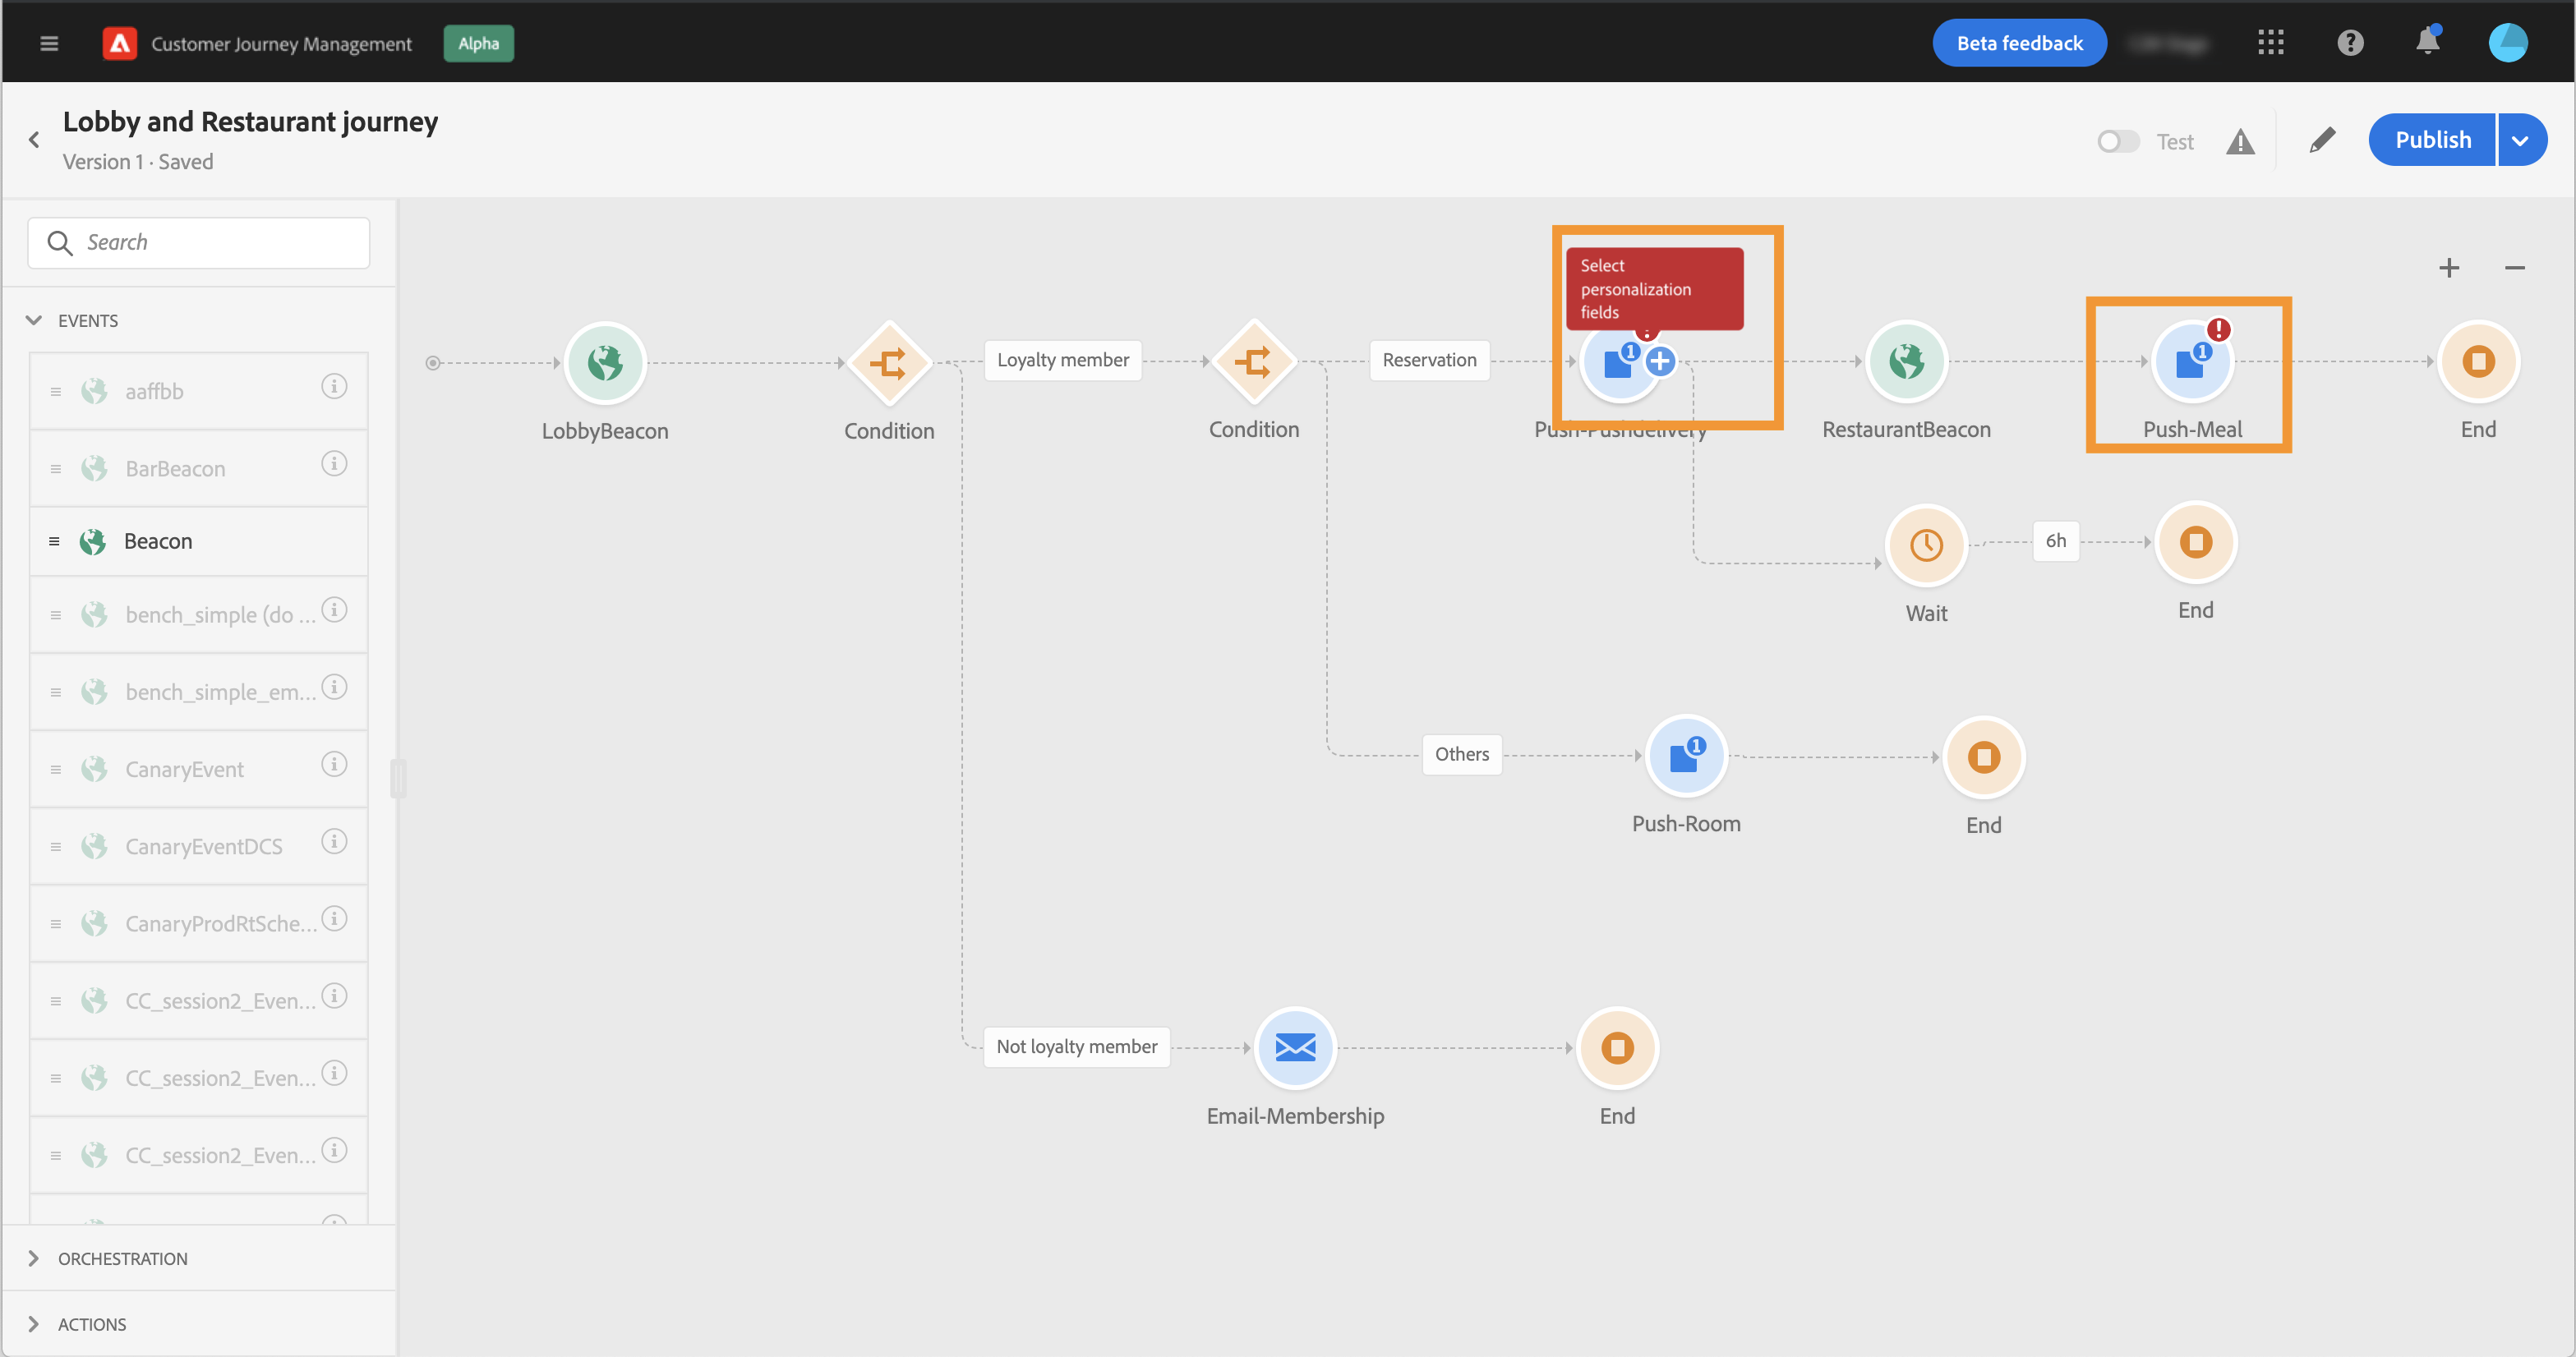 Customer Journey Management
Alpha
Beta feedback
Lobby and Restaurant journey
Version 1 · Saved
Test
Publish
Search
EVENTS
aaffbb
BarBeacon
Beacon
bench_simple (do ...
bench_simple_em...
CanaryEvent
CanaryEventDCS
CanaryProdRtSche...
CC_session2_Even...
CC_session2_Even...
CC_session2_Even...
ORCHESTRATION
ACTIONS
Select
personalization
fields
LobbyBeacon
Condition
Loyalty member
Condition
Reservation
1
Push-Pushdelivery
RestaurantBeacon
1
Push-Meal
End
Wait
6h
End
Others
1
Push-Room
End
Not loyalty member
Email-Membership
End